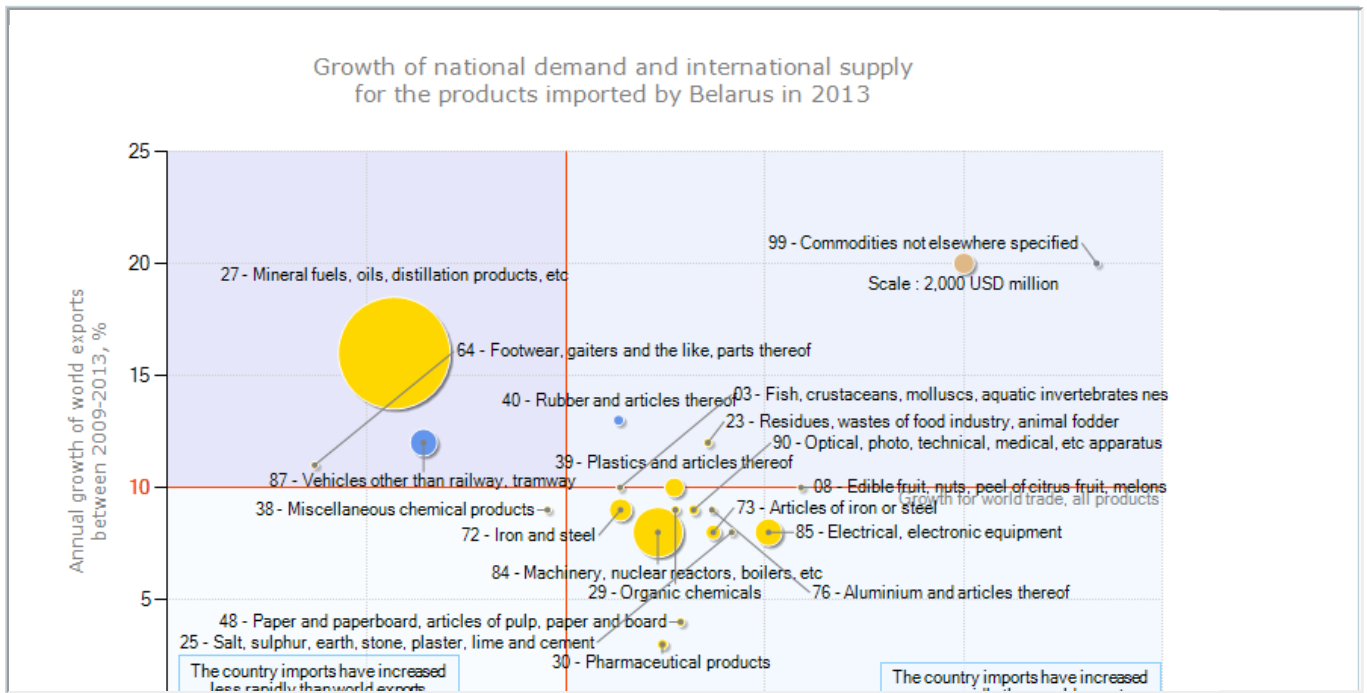 Growth of national demand and international supply
for the products imported by Belarus in 2013
25
99 - Commodities not elsewhere specified
20
27 - Mineral fuels, oils, distillation products, etc
Scale : 2,000 USD million
Annual growth of world exports
between 2009-2013, %
64 - Footwear, gaiters and the like, parts thereof
15
40 - Rubber and articles thereof
03 - Fish, crustaceans, molluscs, aquatic invertebrates nes
23 - Residues, wastes of food industry, animal fodder
90 - Optical, photo, technical, medical, etc apparatus
39 - Plastics and articles thereof
87 - Vehicles other than railway, tramway
10
08 - Edible fruit, nuts, peel of citrus fruit, melons
Growth for world trade, all products
38 - Miscellaneous chemical products
73 - Articles of iron or steel
72 - Iron and steel
85 - Electrical, electronic equipment
84 - Machinery, nuclear reactors, boilers, etc
29 - Organic chemicals
76 - Aluminium and articles thereof
5
48 - Paper and paperboard, articles of pulp, paper and board
25 - Salt, sulphur, earth, stone, plaster, lime and cement
30 - Pharmaceutical products
The country imports have increased
less rapidly than world exports
The country imports have increased